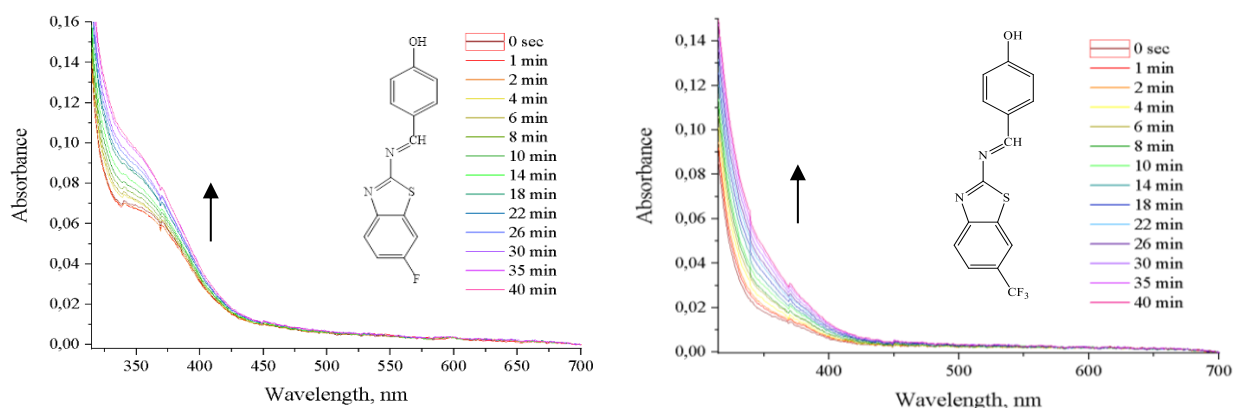 0,16
0,14
0,12
0,10
0,08
0,06
0,04
0,02
0,00
Absorbance
350
400
450
500
550
600
650
700
Wavelength, nm
OH
CH
N
N
S
F
0 sec
1 min
2 min
4 min
6 min
8 min
10 min
14 min
18 min
22 min
26 min
30 min
35 min
40 min
0,14
0,12
0,10
0,08
0,06
0,04
0,02
0,00
Absorbance
400
500
600
700
Wavelength, nm
OH
CH
N
N
S
CF3
0 sec
1 min
2 min
4 min
6 min
8 min
10 min
14 min
18 min
22 min
26 min
30 min
35 min
40 min